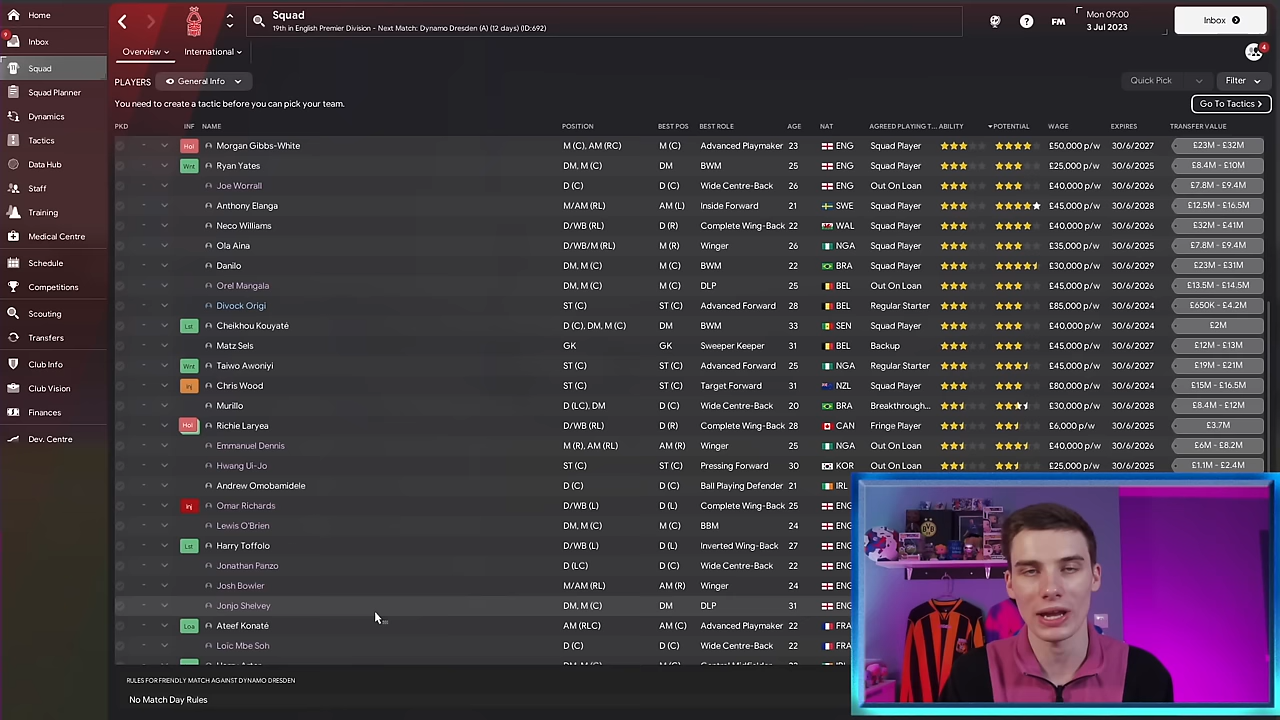 Home
Squad
19th in English Premier Division - Next Match: Dynamo Dresden (A) (12 days) (ID:692)
FM
Mon 09:00
3 Jul 2023
Inbox
9
Inbox
Overview
International
4
Squad
PLAYERS
General Info
Quick Pick
Filter
Squad Planner
You need to create a tactic before you can pick your team.
Go To Tactics
Dynamics
PKD INF NAME POSITION BEST POS BEST ROLE AGE NAT AGREED PLAYING T... ABILITY POTENTIAL WAGE EXPIRES TRANSFER VALUE
Tactics
Hol Morgan Gibbs-White M (C), AM (RC) M (C) Advanced Playmaker 23 ENG Squad Player £50,000 p/w 30/6/2027 £23M - £32M
Data Hub
Wnt Ryan Yates DM, M (C) DM BWM 25 ENG Squad Player £25,000 p/w 30/6/2025 £8.4M - £10M
Staff
Joe Worrall D (C) D (C) Wide Centre-Back 26 ENG Out On Loan £40,000 p/w 30/6/2026 £7.8M - £9.4M
Training
Anthony Elanga M/AM (RL) AM (L) Inside Forward 21 SWE Squad Player £45,000 p/w 30/6/2028 £12.5M - £16.5M
Medical Centre
Neco Williams D/WB (RL) D (R) Complete Wing-Back 22 WAL Squad Player £40,000 p/w 30/6/2026 £32M - £41M
Ola Aina D/WB/M (RL) M (R) Winger 26 NGA Squad Player £35,000 p/w 30/6/2025 £7.8M - £9.4M
Schedule
Danilo DM, M (C) M (C) BWM 22 BRA Squad Player £30,000 p/w 30/6/2029 £23M - £31M
Competitions
Orel Mangala DM, M (C) M (C) DLP 25 BEL Out On Loan £45,000 p/w 30/6/2025 £13.5M - £14.5M
Scouting
Divock Origi ST (C) ST (C) Advanced Forward 28 BEL Regular Starter £85,000 p/w 30/6/2024 £650K - £4.2M
Transfers
Lst Cheikhou Kouyaté D (C), DM, M (C) DM BWM 33 SEN Squad Player £40,000 p/w 30/6/2024 £2M
Matz Sels GK GK Sweeper Keeper 31 BEL Backup £45,000 p/w 30/6/2027 £12M - £13M
Club Info
Wnt Taiwo Awoniyi ST (C) ST (C) Advanced Forward 25 NGA Regular Starter £45,000 p/w 30/6/2027 £19M - £21M
Club Vision
Inj Chris Wood ST (C) ST (C) Target Forward 31 NZL Squad Player £80,000 p/w 30/6/2024 £15M - £16.5M
Finances
Murillo D (LC), DM D (C) Wide Centre-Back 20 BRA Breakthrough... £30,000 p/w 30/6/2028 £8.4M - £12M
Hol Richie Laryea D/WB (RL) D (R) Complete Wing-Back 28 CAN Fringe Player £6,000 p/w 30/6/2025 £3.7M
Dev. Centre
Emmanuel Dennis M (R), AM (RL) AM (R) Winger 25 NGA Out On Loan £40,000 p/w 30/6/2026 £6M - £8.2M
Hwang Ui-Jo ST (C) ST (C) Pressing Forward 30 KOR Out On Loan £25,000 p/w 30/6/2025 £1.1M - £2.4M
Andrew Omobamidele D (C) D (C) Ball Playing Defender 21 IRL
Inj Omar Richards D/WB (L) D (L) Complete Wing-Back 25 ENG
Lewis O'Brien DM, M (C) M (C) BBM 24 ENG
Lst Harry Toffolo D/WB (L) D (L) Inverted Wing-Back 27 ENG
Jonathan Panzo D (LC) D (C) Wide Centre-Back 22 ENG
Josh Bowler M/AM (RL) AM (R) Winger 24 ENG
Jonjo Shelvey DM, M (C) DM DLP 31 ENG
Loa Ateef Konaté AM (RLC) AM (C) Advanced Playmaker 22 FRA
Loïc Mbe Soh D (C) D (C) Wide Centre-Back 22 FRA
RULES FOR FRIENDLY MATCH AGAINST DYNAMO DRESDEN
No Match Day Rules